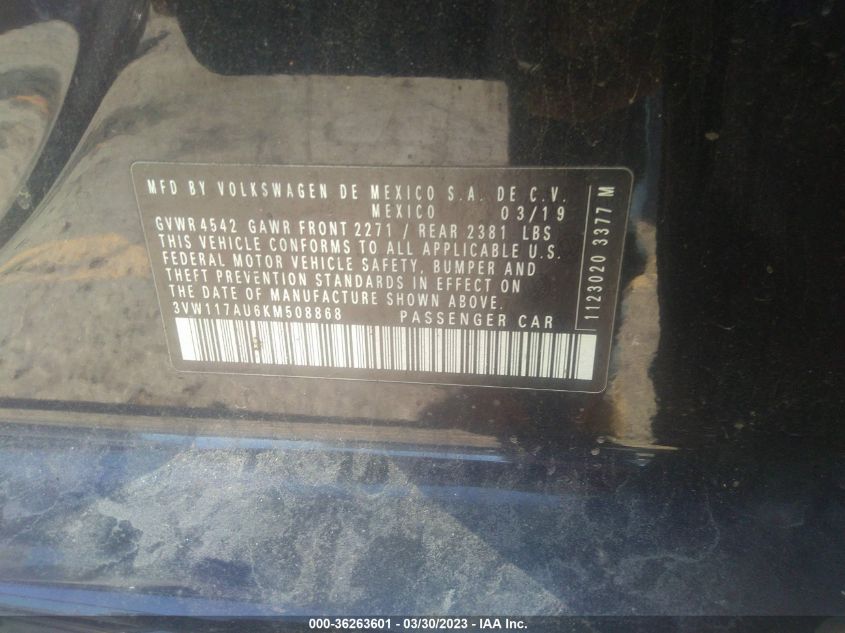 MFD BY VOLKSWAGEN DE MEXICO S.A. DE C.V.
MEXICO 03/19
GVWR 4542 GAWR FRONT 2271 / REAR 2381 LBS
THIS VEHICLE CONFORMS TO ALL APPLICABLE U.S.
FEDERAL MOTOR VEHICLE SAFETY, BUMPER AND
THEFT PREVENTION STANDARDS IN EFFECT ON
THE DATE OF MANUFACTURE SHOWN ABOVE.
3VW117AU6KM508868 PASSENGER CAR
1123020 3377 M
000-36263601 - 03/30/2023 - IAA Inc.